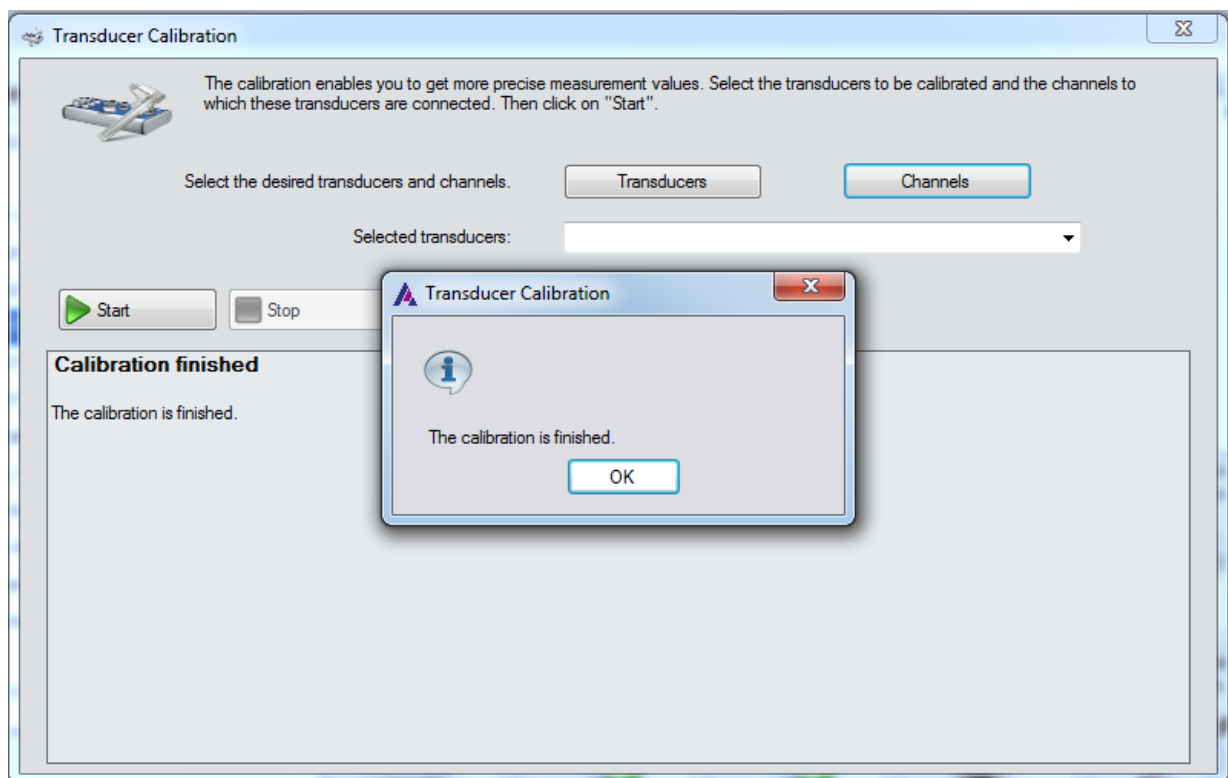 Transducer Calibration
The calibration enables you to get more precise measurement values. Select the transducers to be calibrated and the channels to
which these transducers are connected. Then click on "Start".
Select the desired transducers and channels.
Transducers
Channels
Selected transducers:
Start
Stop
Calibration finished
The calibration is finished.
Transducer Calibration
The calibration is finished.
OK